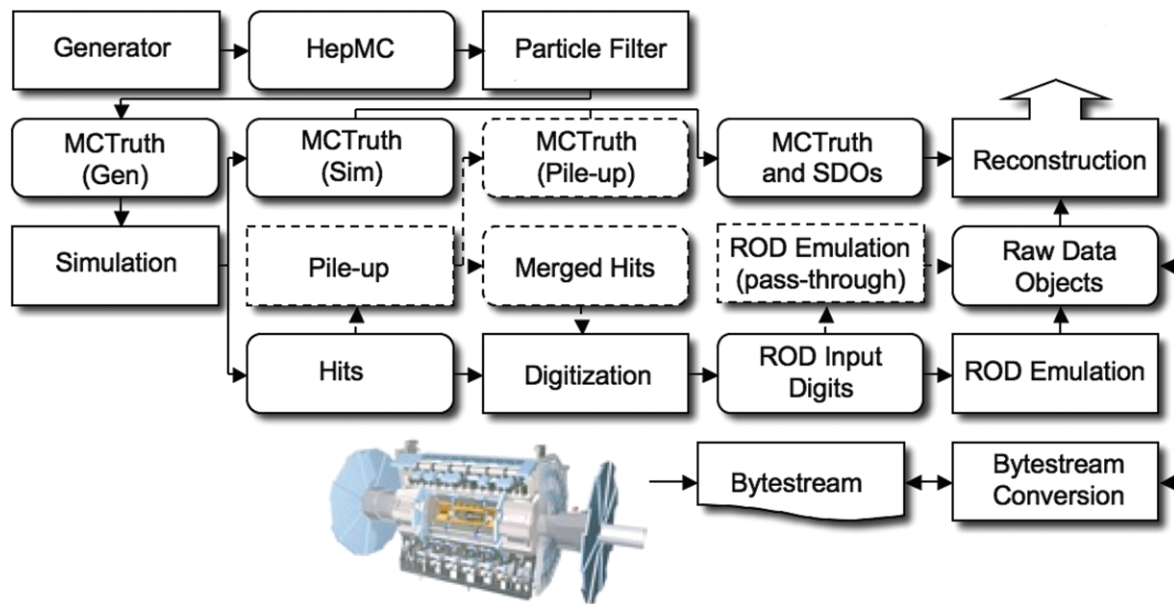 Generator
HepMC
Particle Filter
MCTruth
(Gen)
MCTruth
(Sim)
MCTruth
(Pile-up)
MCTruth
and SDOs
Reconstruction
Simulation
Pile-up
Merged Hits
ROD Emulation
(pass-through)
Raw Data
Objects
Hits
Digitization
ROD Input
Digits
ROD Emulation
Bytestream
Bytestream
Conversion